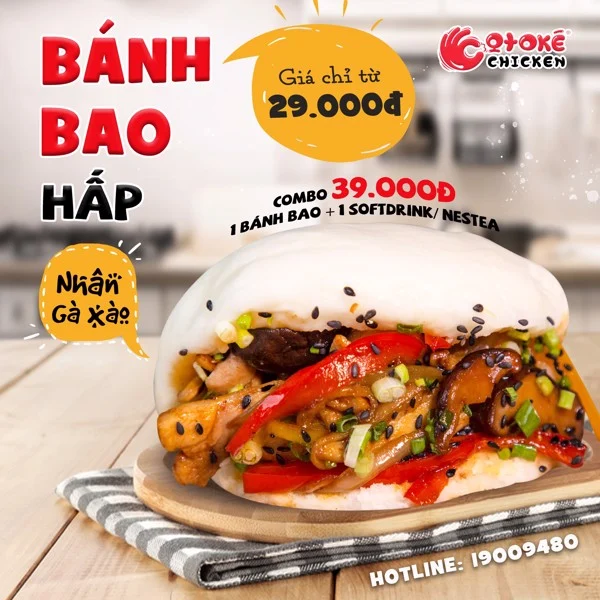 BÁNH
BAO
HẤP
Giá chỉ từ
29.000đ
OTOKÉ
CHICKEN
COMBO 39.000Đ
1 BÁNH BAO + 1 SOFTDRINK/ NESTEA
Nhân
Gà xào
HOTLINE: 19009480